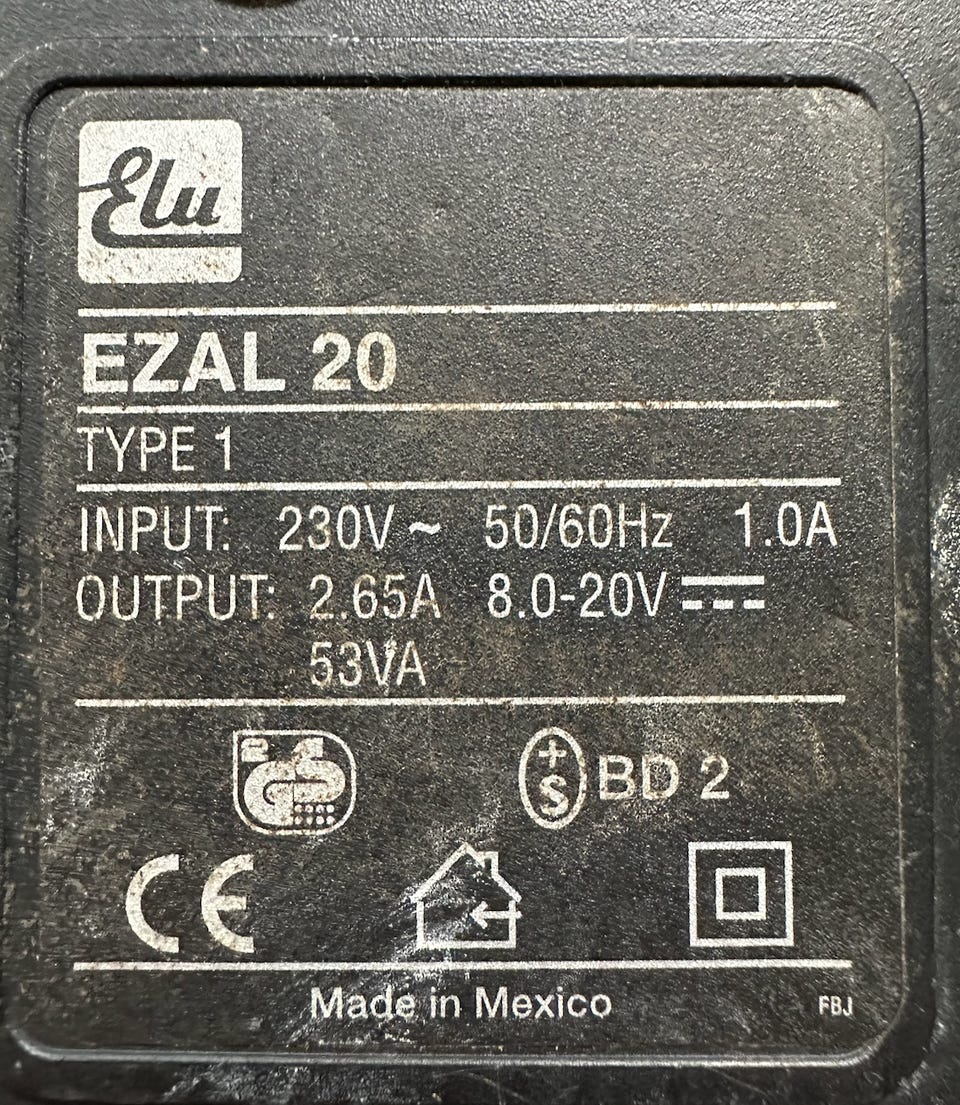 Elu
EZAL 20
TYPE 1
INPUT: 230V~ 50/60Hz 1.0A
OUTPUT: 2.65A 8.0-20V⎓
53VA
GS
+S BD 2
CE
Made in Mexico FBJ